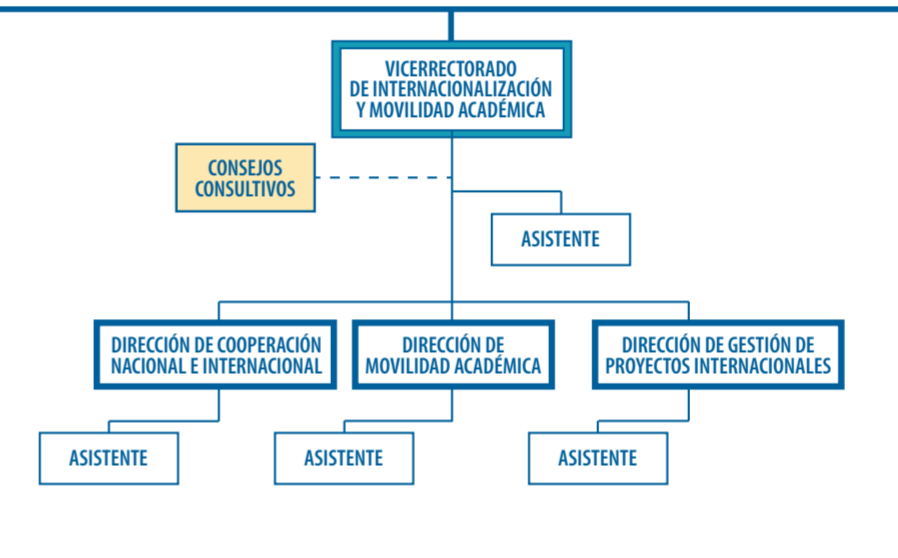 VICERRECTORADO
DE INTERNACIONALIZACIÓN
Y MOVILIDAD ACADÉMICA
CONSEJOS
CONSULTIVOS
ASISTENTE
DIRECCIÓN DE COOPERACIÓN
NACIONAL E INTERNACIONAL
DIRECCIÓN DE
MOVILIDAD ACADÉMICA
DIRECCIÓN DE GESTIÓN DE
PROYECTOS INTERNACIONALES
ASISTENTE
ASISTENTE
ASISTENTE